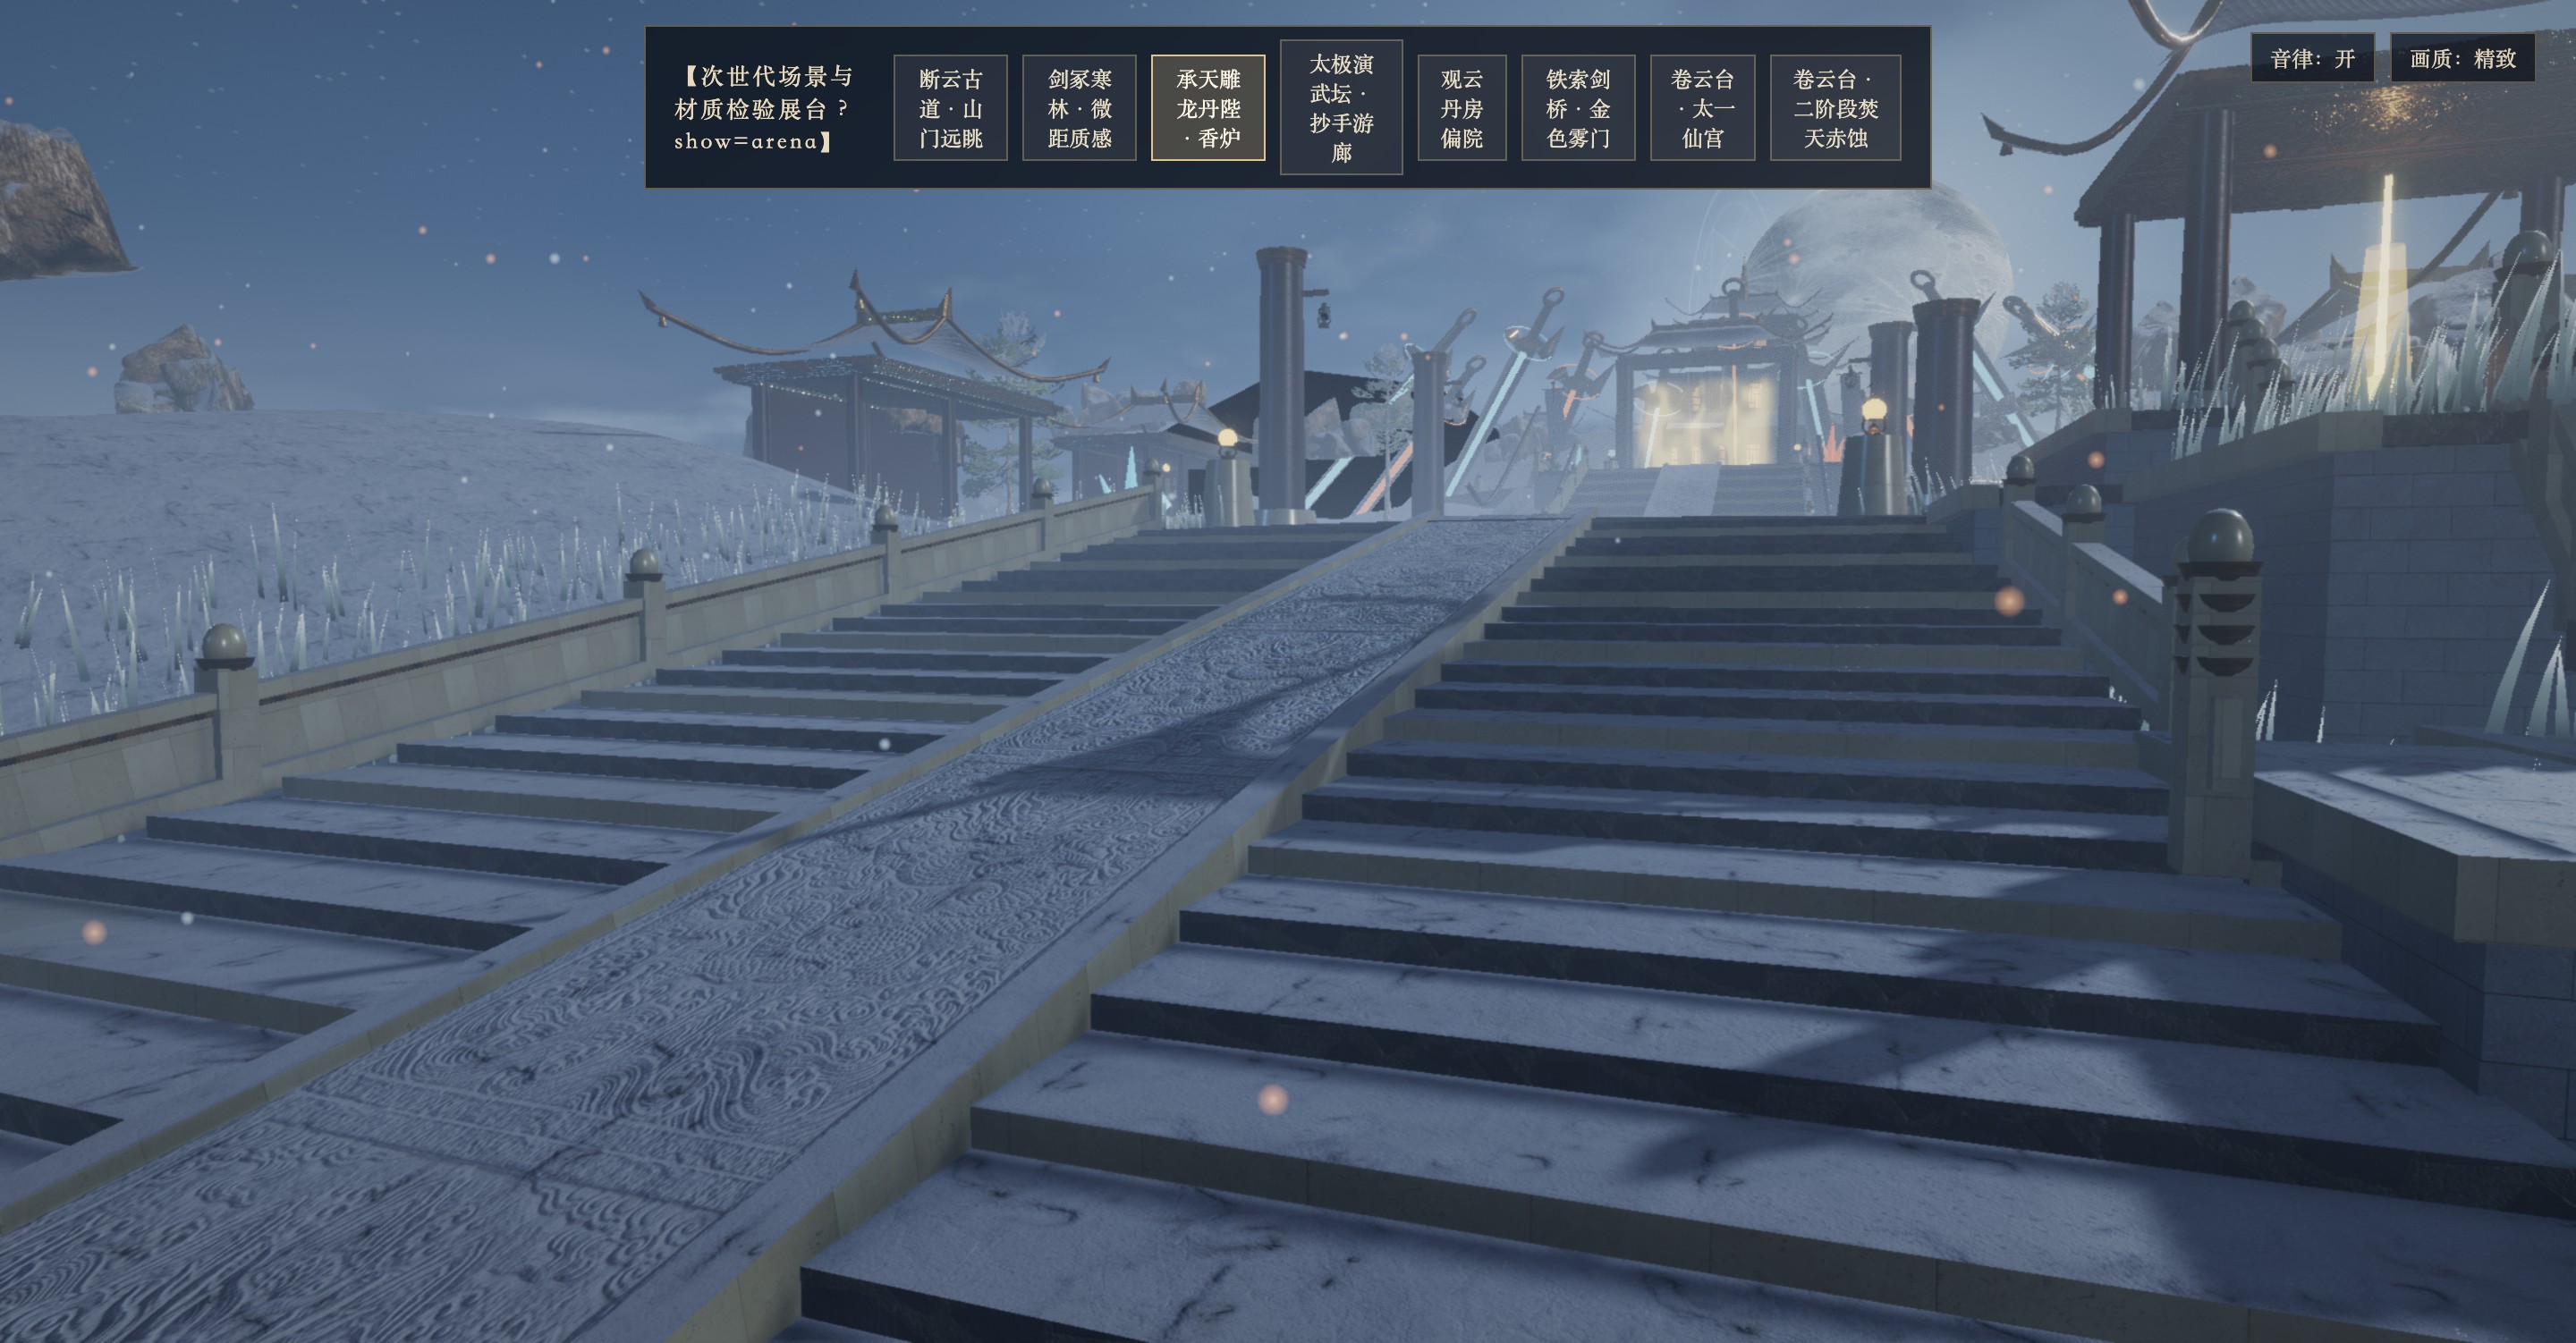 【次世代场景与
材质检验展台 ?
show=arena】
断云古
道 · 山
门远眺
剑冢寒
林 · 微
距质感
承天雕
龙丹陛
· 香炉
太极演
武坛 ·
抄手游
廊
观云
丹房
偏院
铁索剑
桥 · 金
色雾门
卷云台
· 太一
仙宫
卷云台 ·
二阶段焚
天赤蚀
音律: 开
画质: 精致